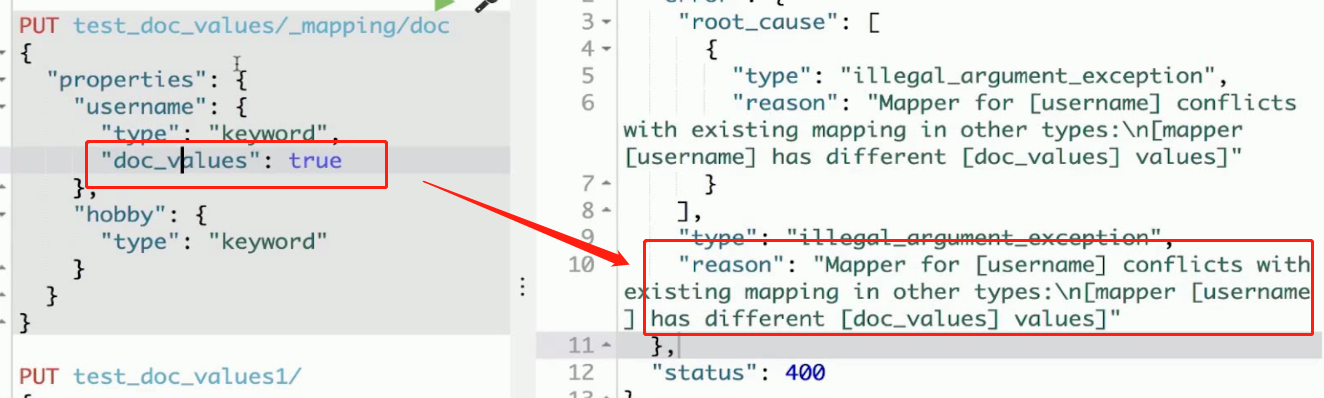 PUT test_doc_values/_mapping/doc
{
"properties": {
"username": {
"type": "keyword",
"doc_values": true
},
"hobby": {
"type": "keyword"
}
}
}
PUT test_doc_values1/
3 "root_cause": [
4 {
5 "type": "illegal_argument_exception",
6 "reason": "Mapper for [username] conflicts
with existing mapping in other types:\n[mapper
[username] has different [doc_values] values]"
7 }
8 ],
9 "type": "illegal_argument_exception",
10 "reason": "Mapper for [username] conflicts with
existing mapping in other types:\n[mapper [username
] has different [doc_values] values]"
11 },
12 "status": 400